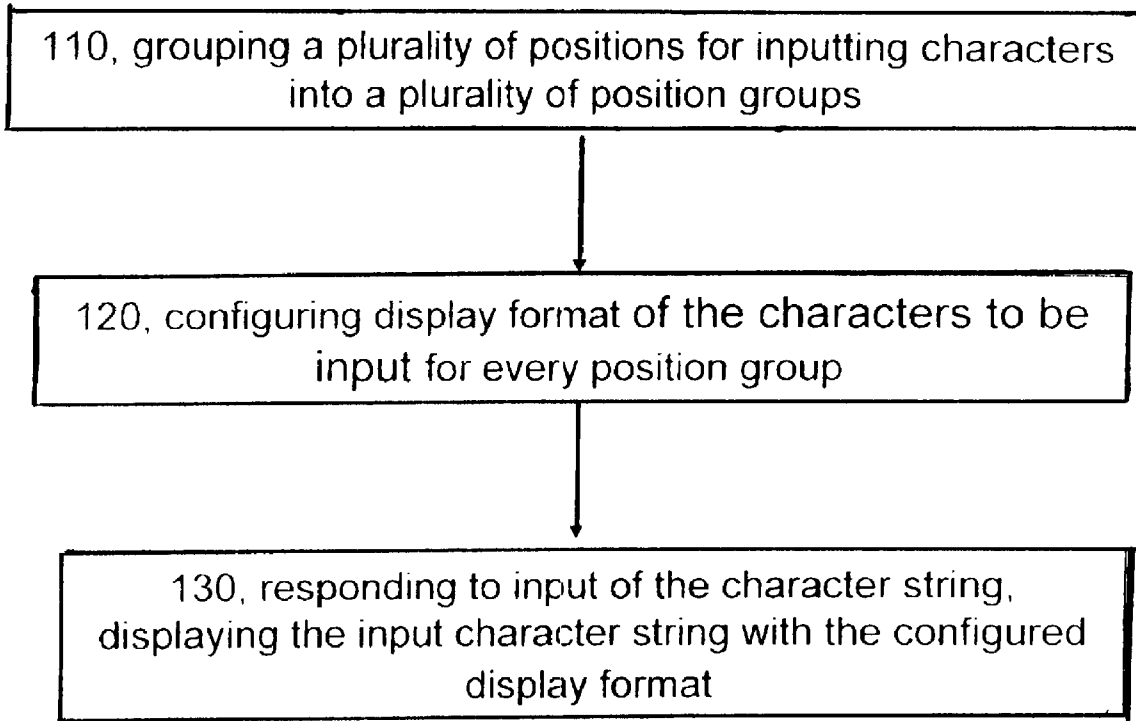 110, grouping a plurality of positions for inputting characters
into a plurality of position groups
120, configuring display format of the characters to be
input for every position group
130, responding to input of the character string,
displaying the input character string with the configured
display format